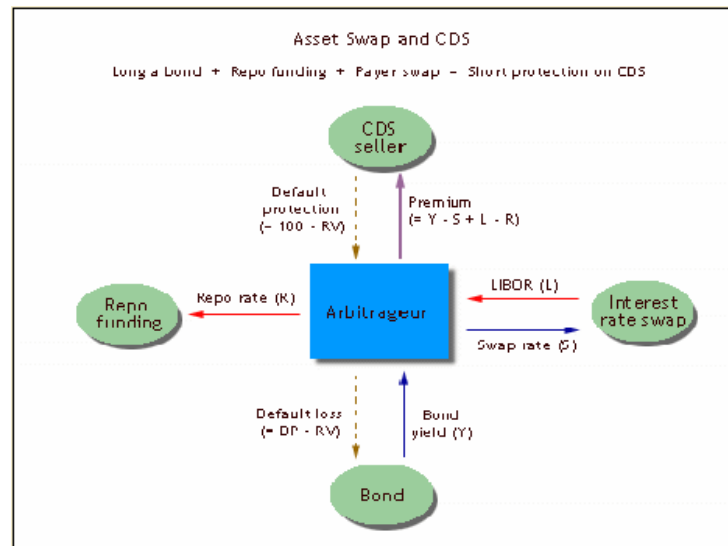 Asset Swap and CDS
Long a bond + Repo funding + Payer swap = Short protection on CDS
CDS
seller
Default
protection
(= 100 - RV)
Premium
(= Y - S + L - R)
Repo
funding
Repo rate (R)
Arbitrageur
LIBOR (L)
Swap rate (S)
Interest
rate swap
Default loss
(= DP - RV)
Bond
yield (Y)
Bond